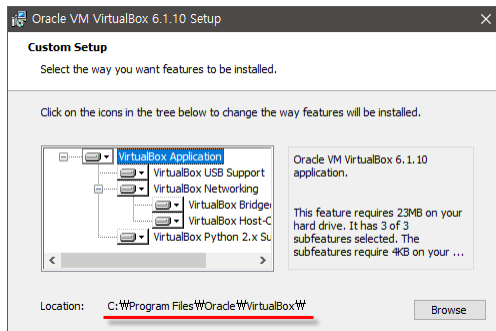 Oracle VM VirtualBox 6.1.10 Setup
Custom Setup
Select the way you want features to be installed.
Click on the icons in the tree below to change the way features will be installed.
VirtualBox Application
VirtualBox USB Support
VirtualBox Networking
VirtualBox Bridge
VirtualBox Host-C
VirtualBox Python 2.x Su
Oracle VM VirtualBox 6.1.10
application.
This feature requires 23MB on your
hard drive. It has 3 of 3
subfeatures selected. The
subfeatures require 4KB on your ...
Location: C:₩Program Files₩Oracle₩VirtualBox₩
Browse